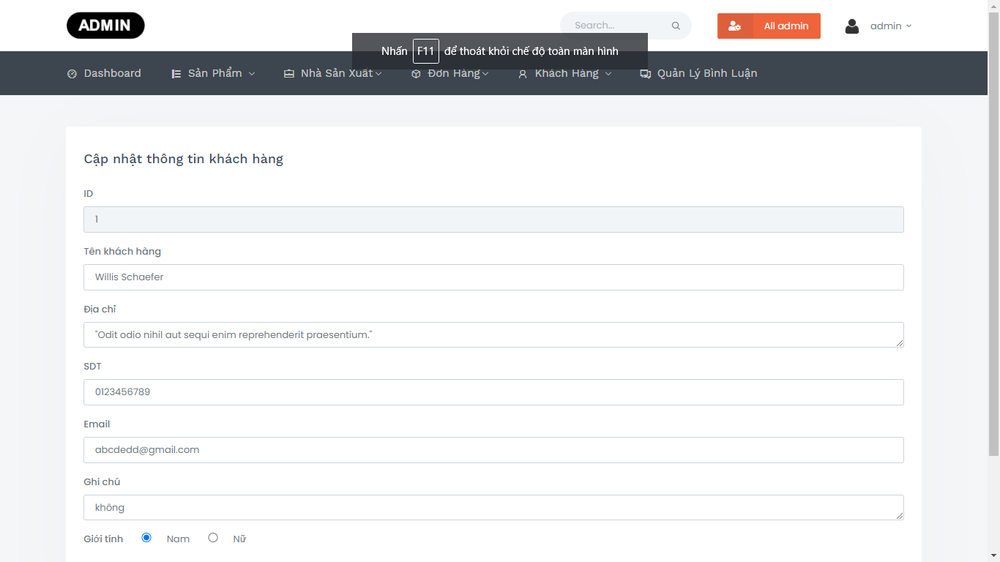 ADMIN
Search...
All admin
admin
Nhấn F11 để thoát khỏi chế độ toàn màn hình
Dashboard Sản Phẩm Nhà Sản Xuất Đơn Hàng Khách Hàng Quản Lý Bình Luận
Cập nhật thông tin khách hàng
ID
1
Tên khách hàng
Willis Schaefer
Địa chỉ
"Odit odio nihil aut sequi enim reprehenderit praesentium."
SDT
0123456789
Email
abcdedd@gmail.com
Ghi chú
không
Giới tính Nam Nữ